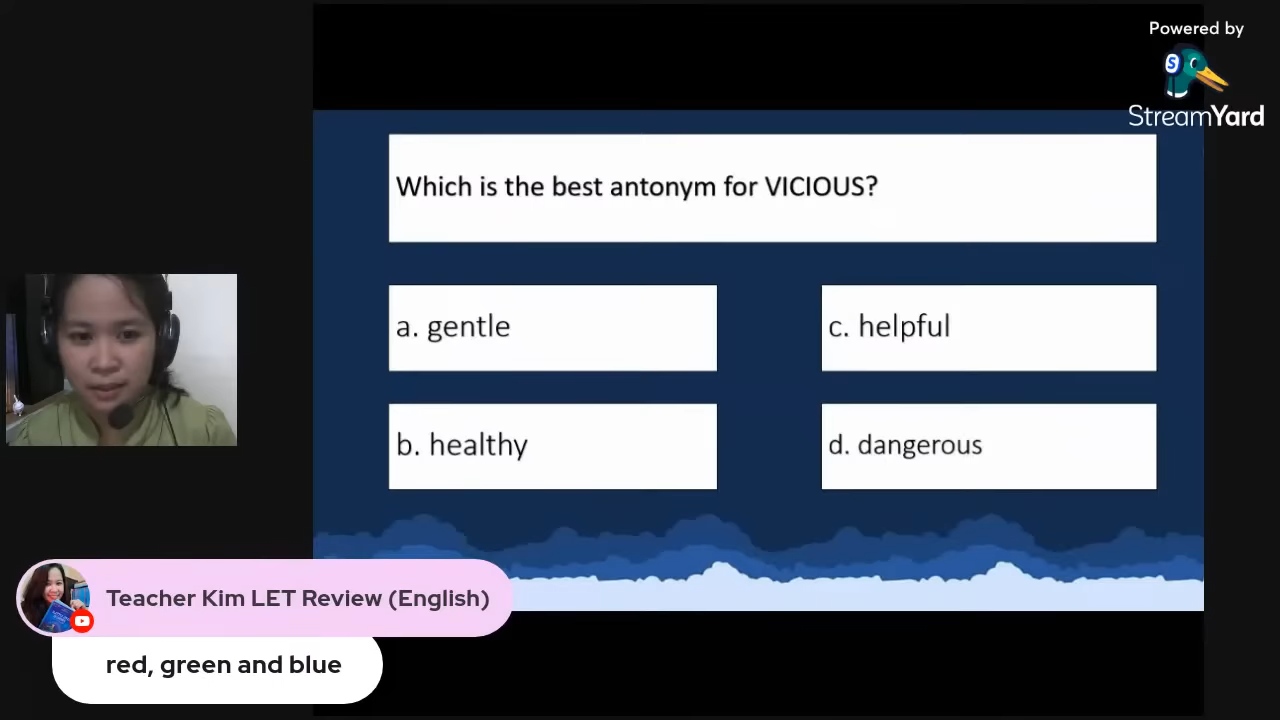 Powered by
StreamYard
Which is the best antonym for VICIOUS?
a. gentle
c. helpful
b. healthy
d. dangerous
Teacher Kim LET Review (English)
red, green and blue